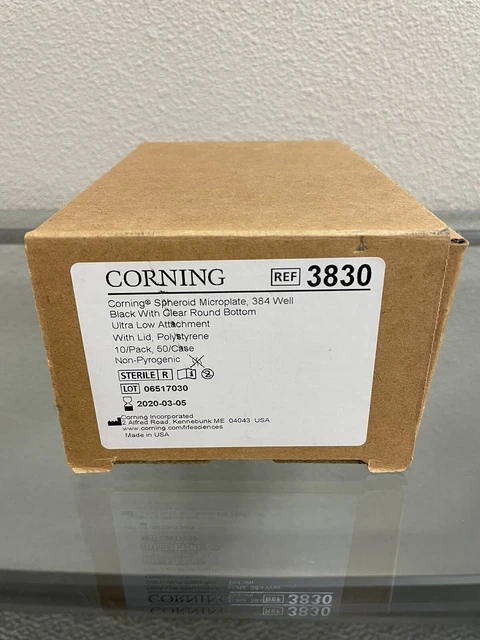 CORNING REF 3830
Corning® Spheroid Microplate, 384 Well
Black With Clear Round Bottom
Ultra Low Attachment
With Lid, Polystyrene
10/Pack, 50/Case
Non-Pyrogenic
STERILE R
LOT 06517030
2020-03-05
Corning Incorporated
2 Alfred Road, Kennebunk ME 04043 USA
www.corning.com/lifesciences
Made in USA